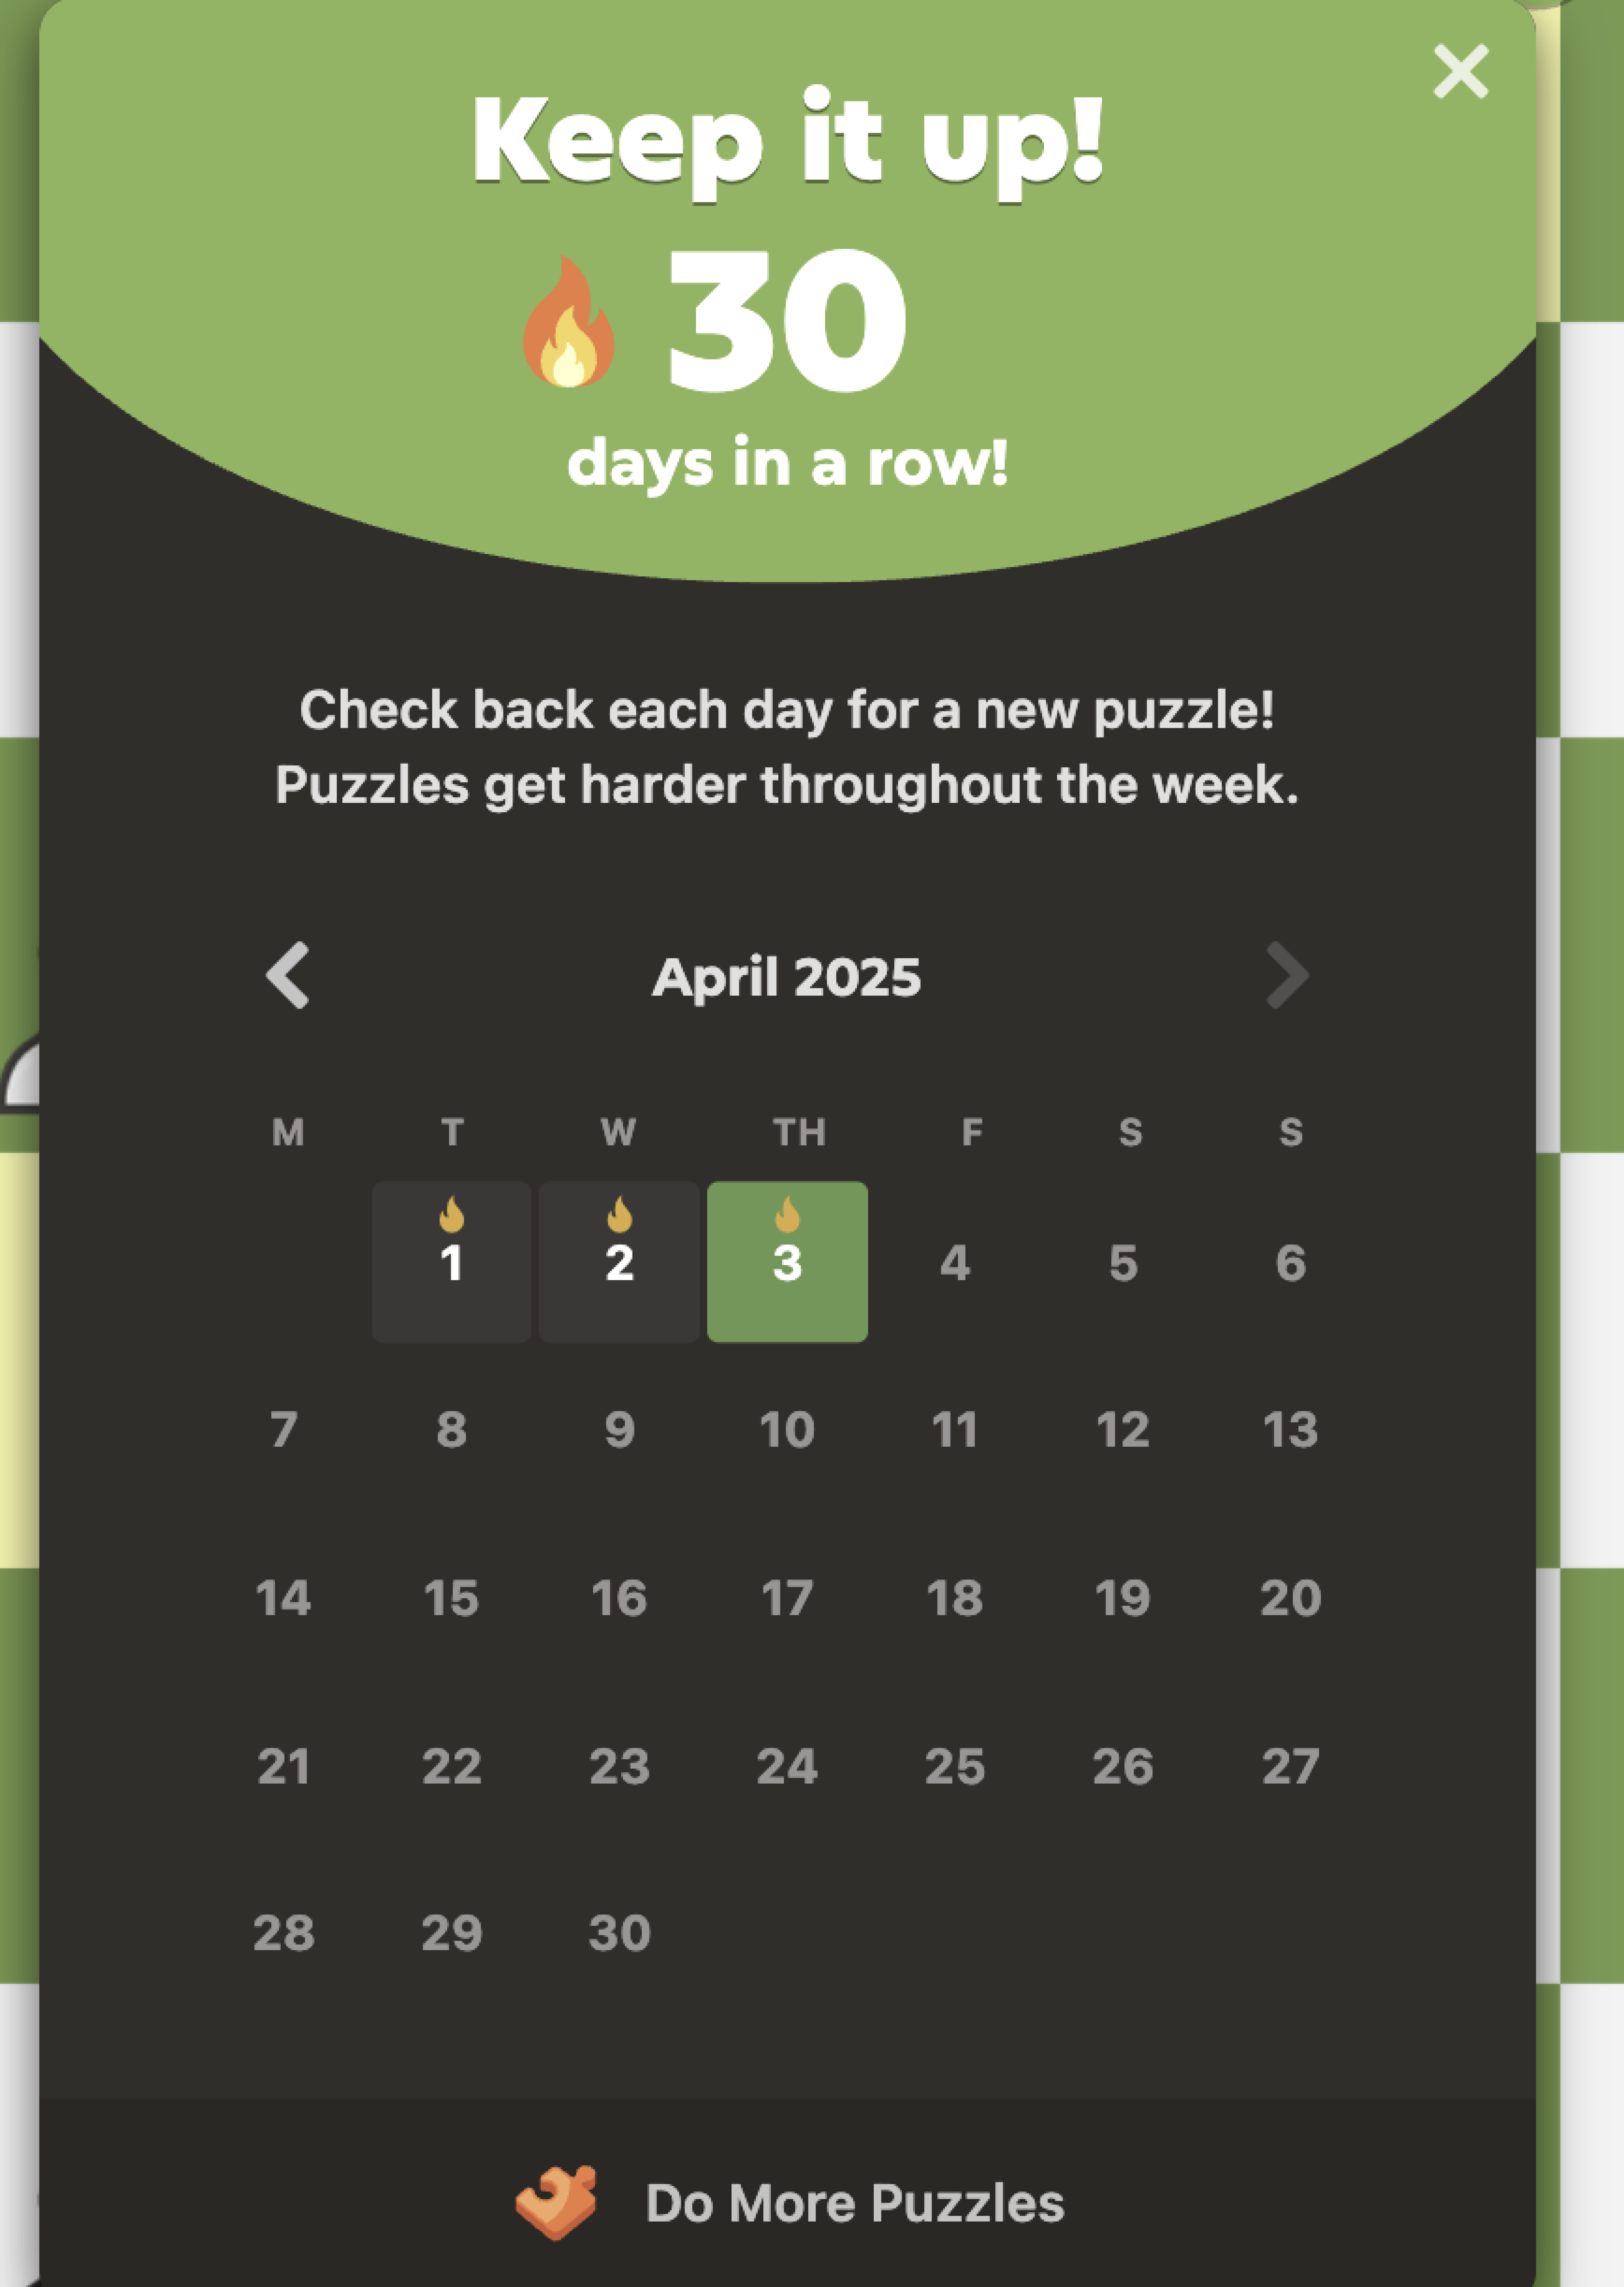 Keep it up!
30
days in a row!
Check back each day for a new puzzle!
Puzzles get harder throughout the week.
April 2025
M T W TH F S S
1 2 3 4 5 6
7 8 9 10 11 12 13
14 15 16 17 18 19 20
21 22 23 24 25 26 27
28 29 30
Do More Puzzles